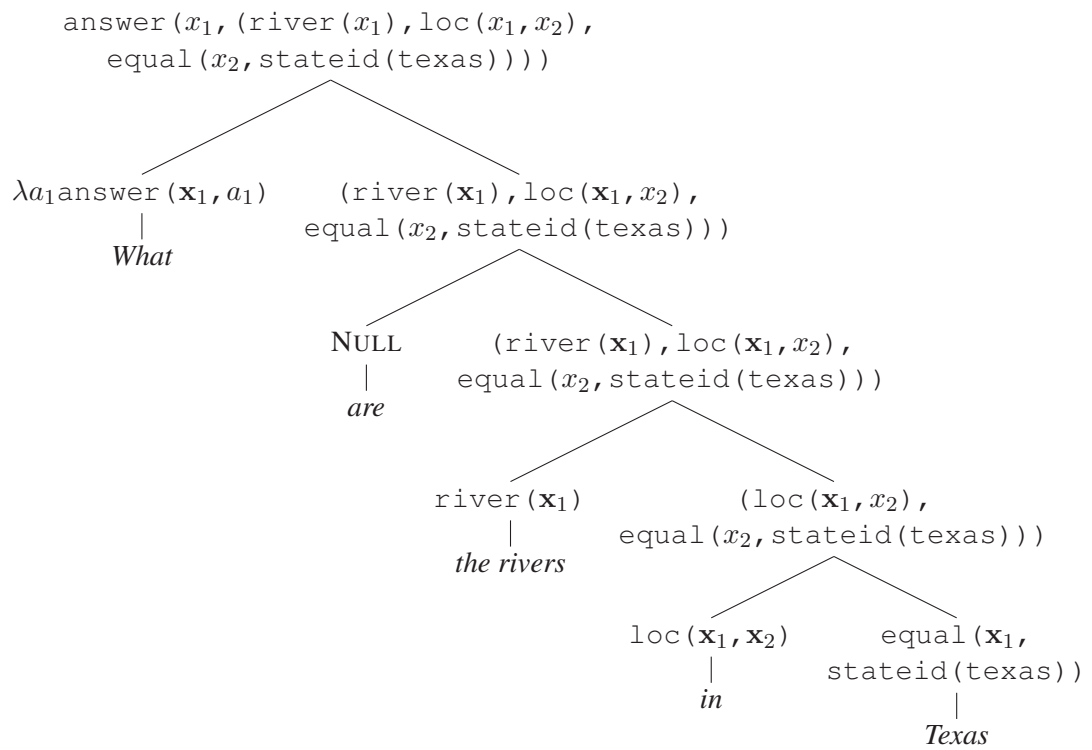 answer(x₁,(river(x₁),loc(x₁,x₂),
equal(x₂,stateid(texas))))
λa₁answer(𝐱₁,a₁)
(river(𝐱₁),loc(𝐱₁,x₂),
equal(x₂,stateid(texas)))
What
NULL
(river(𝐱₁),loc(𝐱₁,x₂),
equal(x₂,stateid(texas)))
are
river(𝐱₁)
(loc(𝐱₁,x₂),
equal(x₂,stateid(texas)))
the rivers
loc(𝐱₁,𝐱₂)
equal(𝐱₁,
stateid(texas))
in
Texas